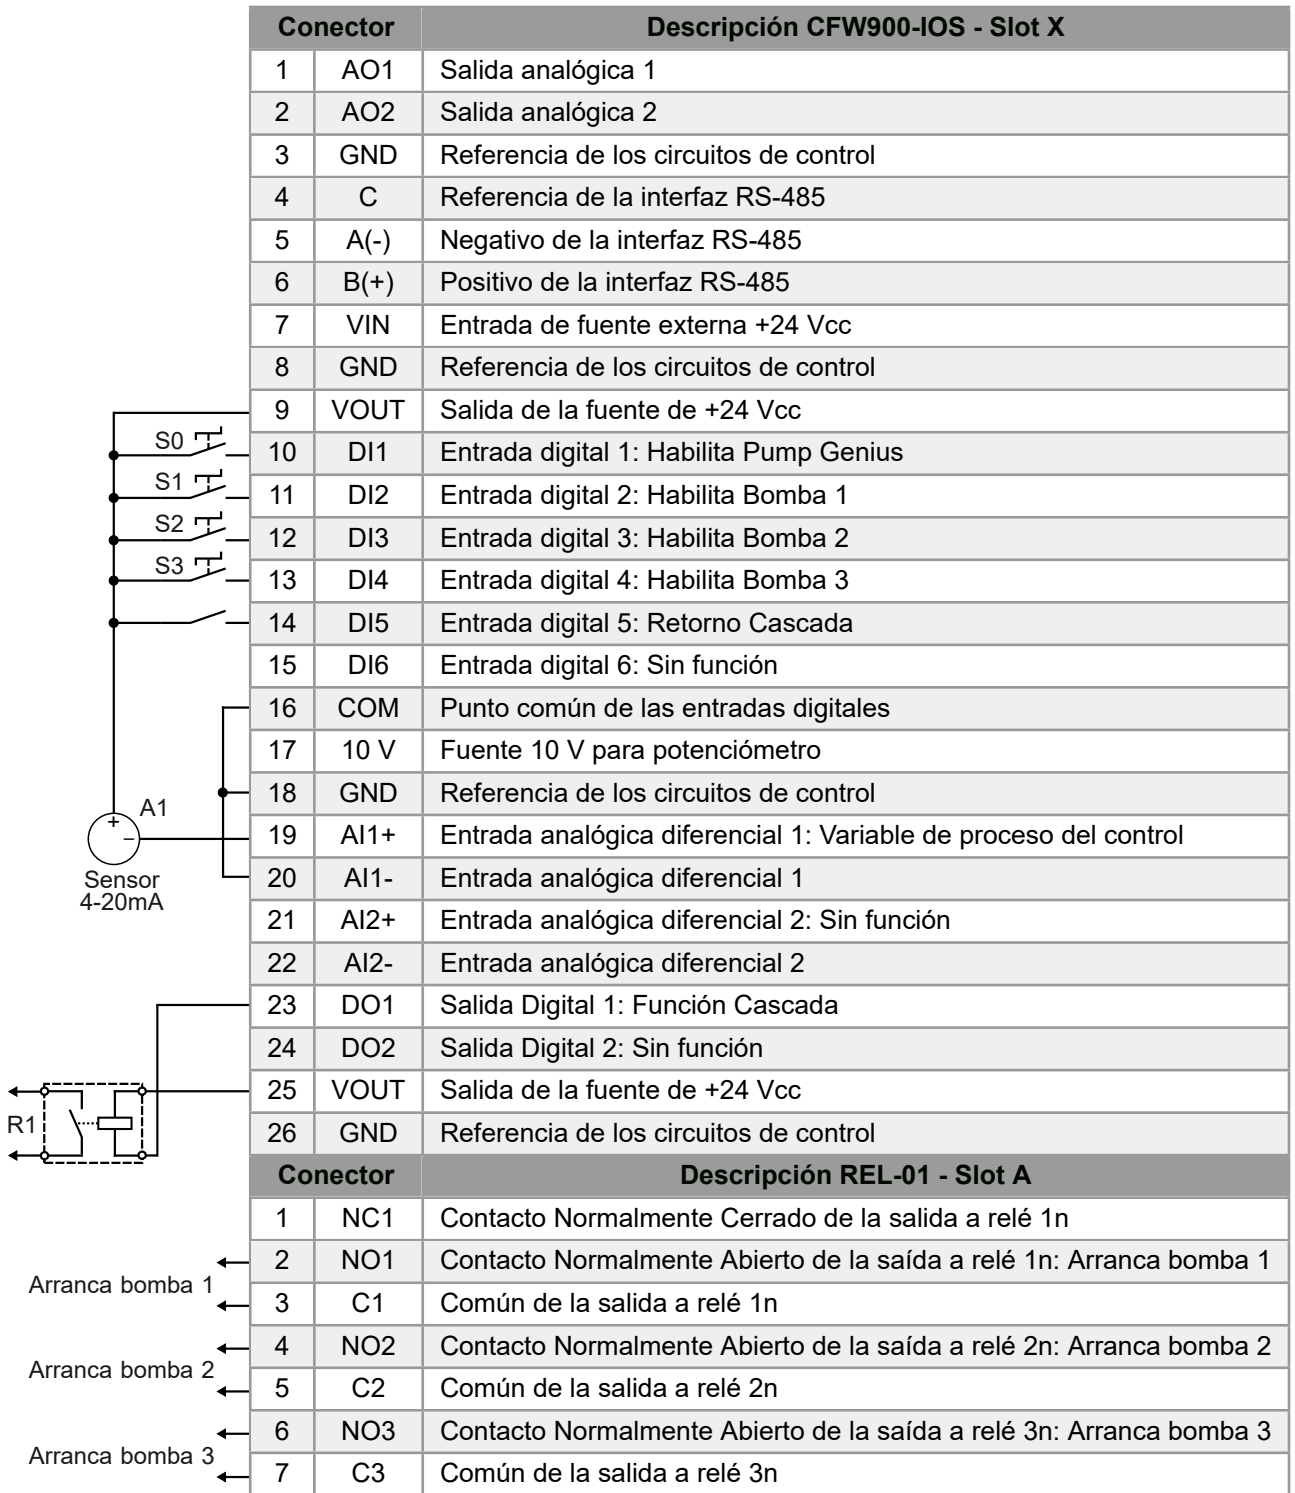 Conector Descripción CFW900-IOS - Slot X
1 AO1 Salida analógica 1
2 AO2 Salida analógica 2
3 GND Referencia de los circuitos de control
4 C Referencia de la interfaz RS-485
5 A(-) Negativo de la interfaz RS-485
6 B(+) Positivo de la interfaz RS-485
7 VIN Entrada de fuente externa +24 Vcc
8 GND Referencia de los circuitos de control
9 VOUT Salida de la fuente de +24 Vcc
S0 10 DI1 Entrada digital 1: Habilita Pump Genius
S1 11 DI2 Entrada digital 2: Habilita Bomba 1
S2 12 DI3 Entrada digital 3: Habilita Bomba 2
S3 13 DI4 Entrada digital 4: Habilita Bomba 3
14 DI5 Entrada digital 5: Retorno Cascada
15 DI6 Entrada digital 6: Sin función
16 COM Punto común de las entradas digitales
17 10 V Fuente 10 V para potenciómetro
18 GND Referencia de los circuitos de control
A1
+
−
19 AI1+ Entrada analógica diferencial 1: Variable de proceso del control
Sensor
4-20mA
20 AI1- Entrada analógica diferencial 1
21 AI2+ Entrada analógica diferencial 2: Sin función
22 AI2- Entrada analógica diferencial 2
23 DO1 Salida Digital 1: Función Cascada
24 DO2 Salida Digital 2: Sin función
25 VOUT Salida de la fuente de +24 Vcc
R1
26 GND Referencia de los circuitos de control
Conector Descripción REL-01 - Slot A
1 NC1 Contacto Normalmente Cerrado de la salida a relé 1n
2 NO1 Contacto Normalmente Abierto de la saída a relé 1n: Arranca bomba 1
Arranca bomba 1
3 C1 Común de la salida a relé 1n
4 NO2 Contacto Normalmente Abierto de la saída a relé 2n: Arranca bomba 2
Arranca bomba 2
5 C2 Común de la salida a relé 2n
6 NO3 Contacto Normalmente Abierto de la saída a relé 3n: Arranca bomba 3
Arranca bomba 3
7 C3 Común de la salida a relé 3n